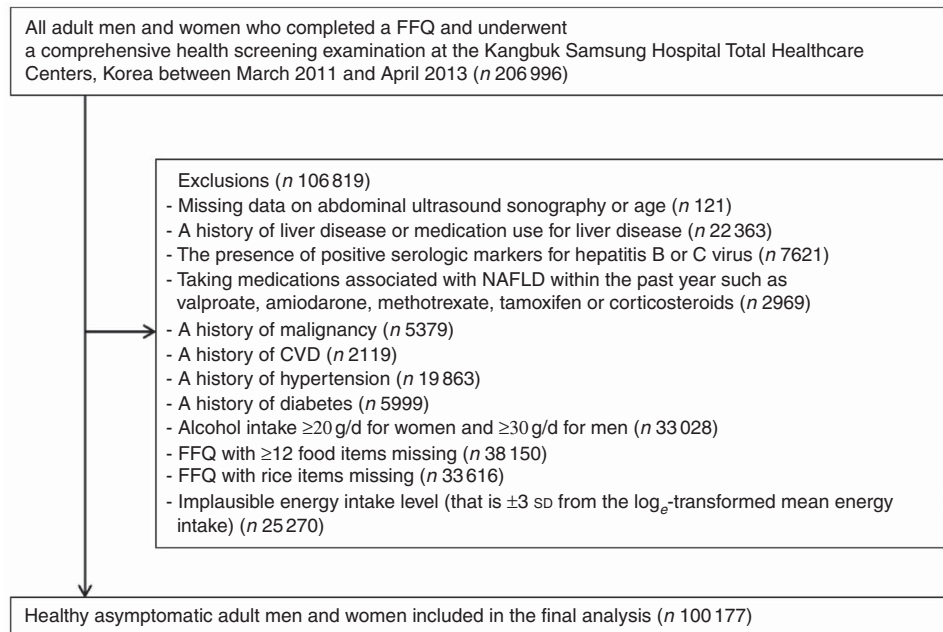 All adult men and women who completed a FFQ and underwent
a comprehensive health screening examination at the Kangbuk Samsung Hospital Total Healthcare
Centers, Korea between March 2011 and April 2013 (n 206 996)
Exclusions (n 106 819)
- Missing data on abdominal ultrasound sonography or age (n 121)
- A history of liver disease or medication use for liver disease (n 22 363)
- The presence of positive serologic markers for hepatitis B or C virus (n 7621)
- Taking medications associated with NAFLD within the past year such as
valproate, amiodarone, methotrexate, tamoxifen or corticosteroids (n 2969)
- A history of malignancy (n 5379)
- A history of CVD (n 2119)
- A history of hypertension (n 19 863)
- A history of diabetes (n 5999)
- Alcohol intake ≥20 g/d for women and ≥30 g/d for men (n 33 028)
- FFQ with ≥12 food items missing (n 38 150)
- FFQ with rice items missing (n 33 616)
- Implausible energy intake level (that is ±3 SD from the logₑ-transformed mean energy
intake) (n 25 270)
Healthy asymptomatic adult men and women included in the final analysis (n 100 177)